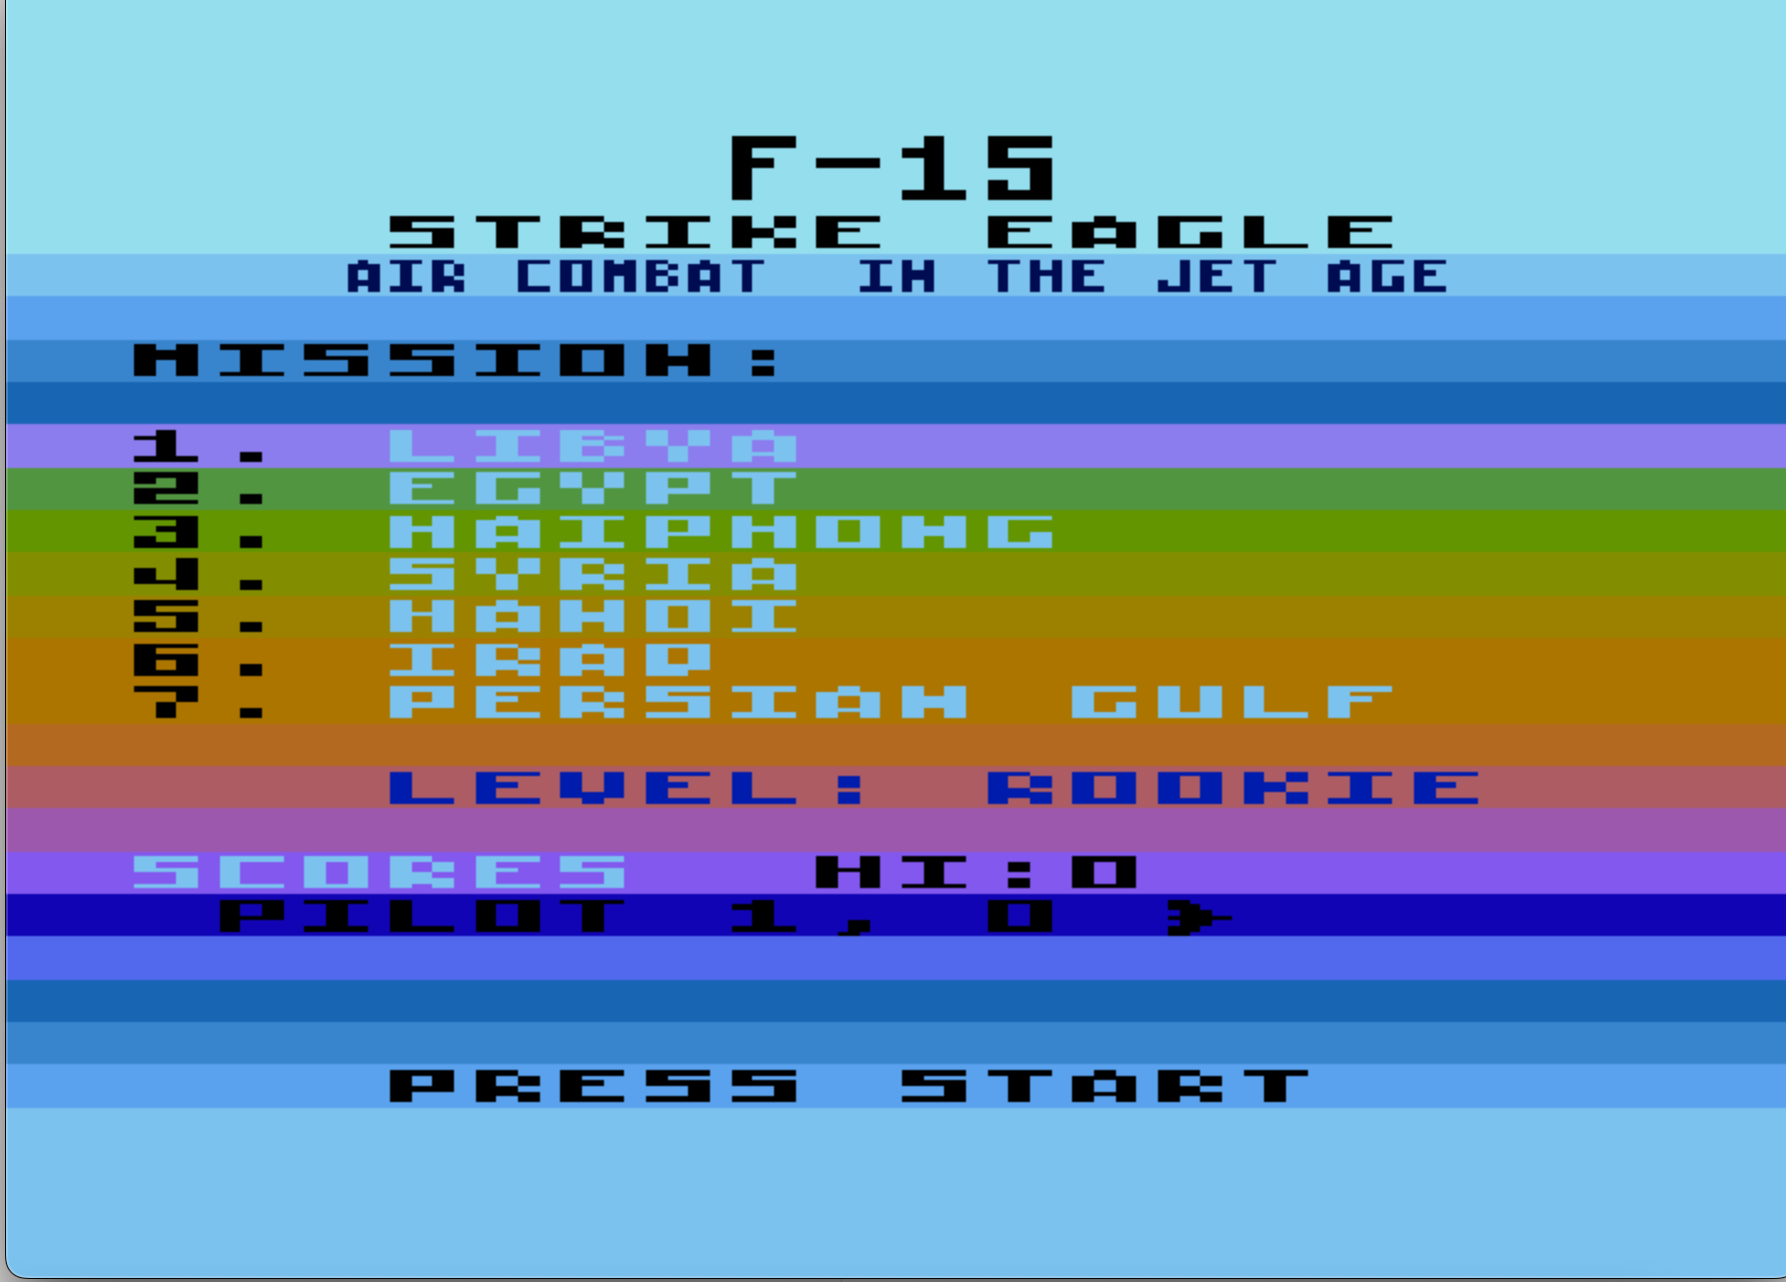 F-15
STRIKE EAGLE
AIR COMBAT IN THE JET AGE
MISSION:
1. LIBYA
2. EGYPT
3. HAIPHONG
4. SYRIA
5. HANOI
6. IRAQ
7. PERSIAN GULF
LEVEL: ROOKIE
SCORES HI:0
PILOT 1, 0
PRESS START